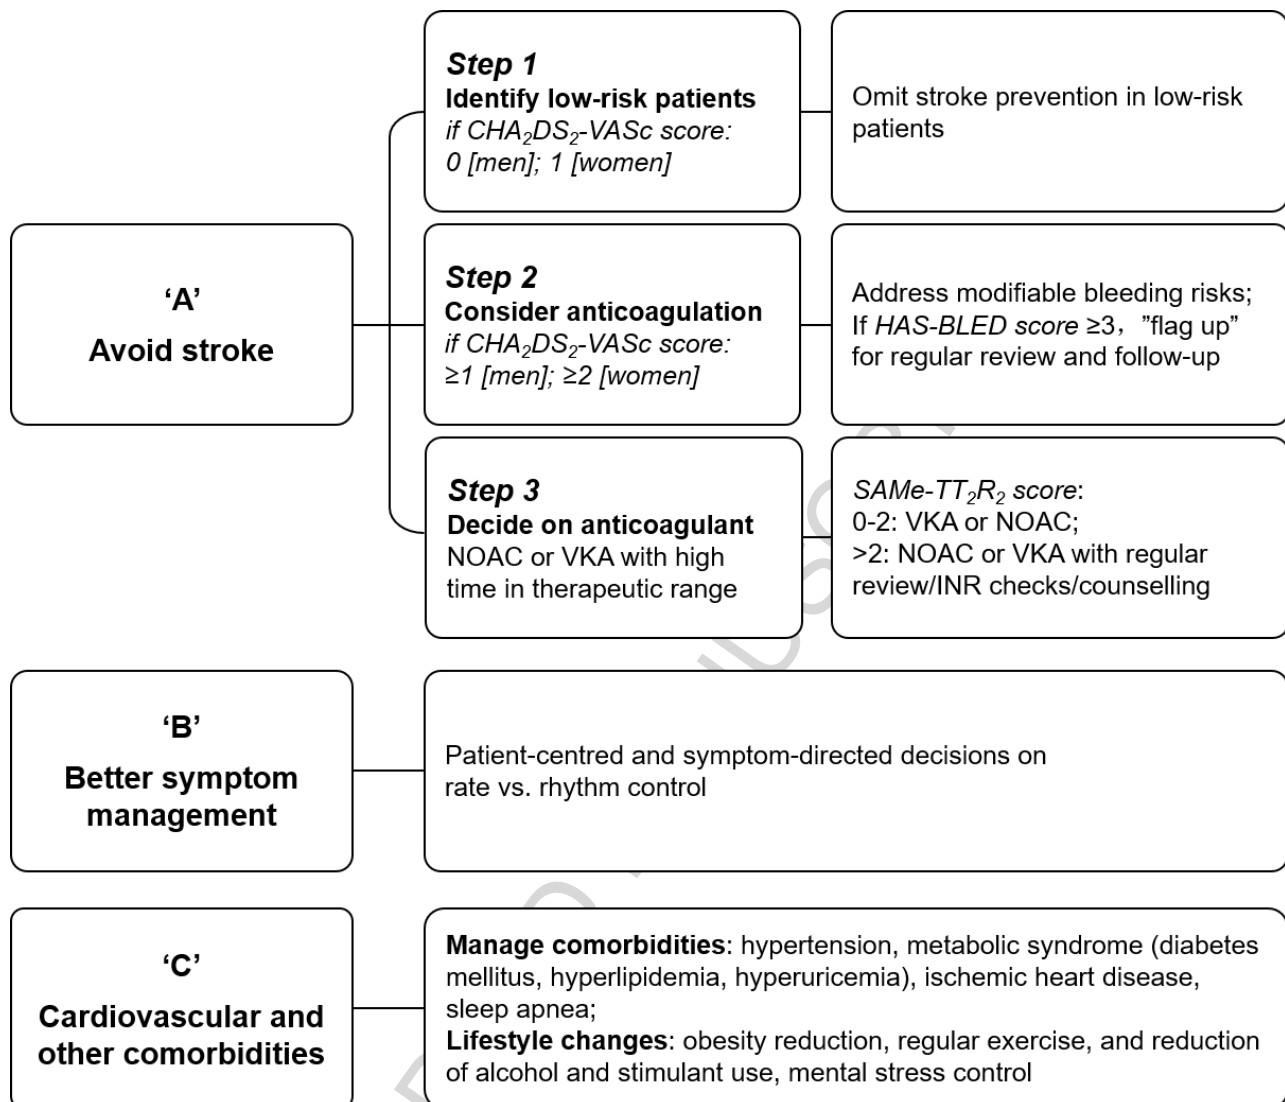 ‘A’
Avoid stroke
Step 1
Identify low-risk patients
if CHA₂DS₂-VASc score:
0 [men]; 1 [women]
Omit stroke prevention in low-risk
patients
Step 2
Consider anticoagulation
if CHA₂DS₂-VASc score:
≥1 [men]; ≥2 [women]
Address modifiable bleeding risks;
If HAS-BLED score ≥3，”flag up”
for regular review and follow-up
Step 3
Decide on anticoagulant
NOAC or VKA with high
time in therapeutic range
SAMe-TT₂R₂ score:
0-2: VKA or NOAC;
>2: NOAC or VKA with regular
review/INR checks/counselling
‘B’
Better symptom
management
Patient-centred and symptom-directed decisions on
rate vs. rhythm control
‘C’
Cardiovascular and
other comorbidities
Manage comorbidities: hypertension, metabolic syndrome (diabetes
mellitus, hyperlipidemia, hyperuricemia), ischemic heart disease,
sleep apnea;
Lifestyle changes: obesity reduction, regular exercise, and reduction
of alcohol and stimulant use, mental stress control